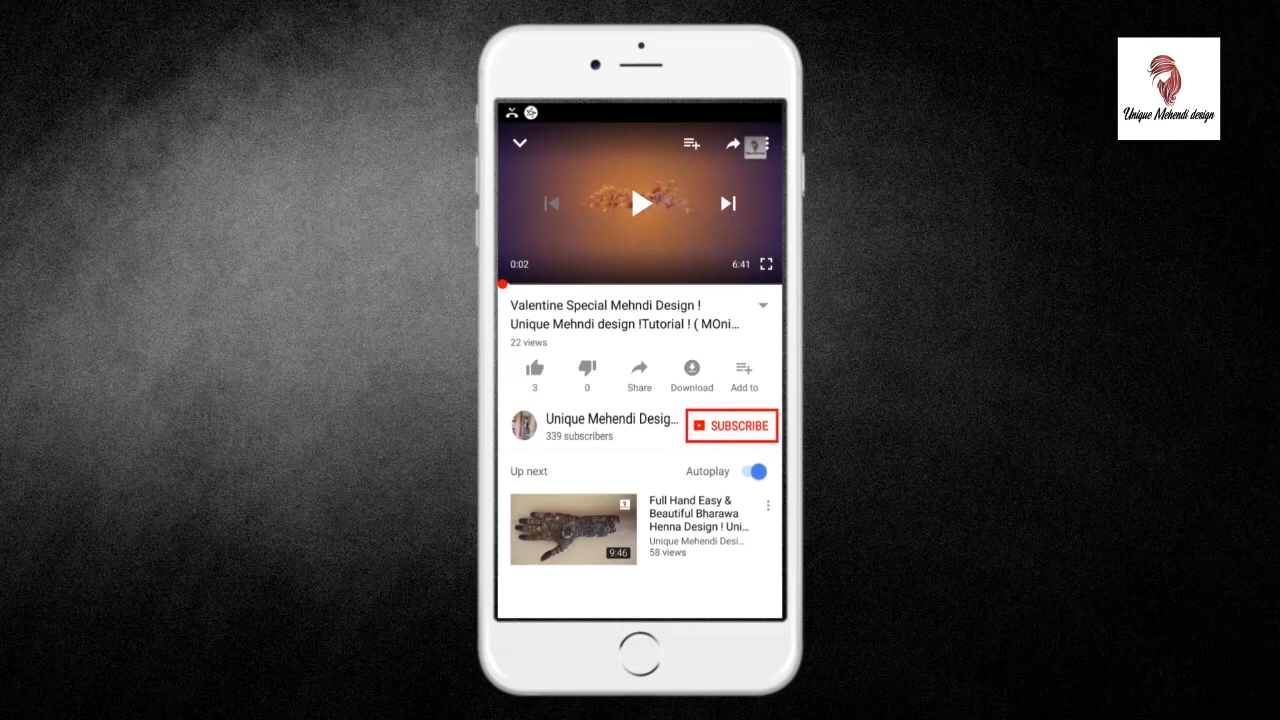 Unique Mehendi design
0:02
6:41
Valentine Special Mehndi Design !
Unique Mehndi design !Tutorial ! ( MOni...
22 views
3
0
Share
Download
Add to
Unique Mehendi Desig...
339 subscribers
SUBSCRIBE
Up next
Autoplay
9:46
Full Hand Easy &
Beautiful Bharawa
Henna Design ! Uni...
Unique Mehendi Desi...
58 views